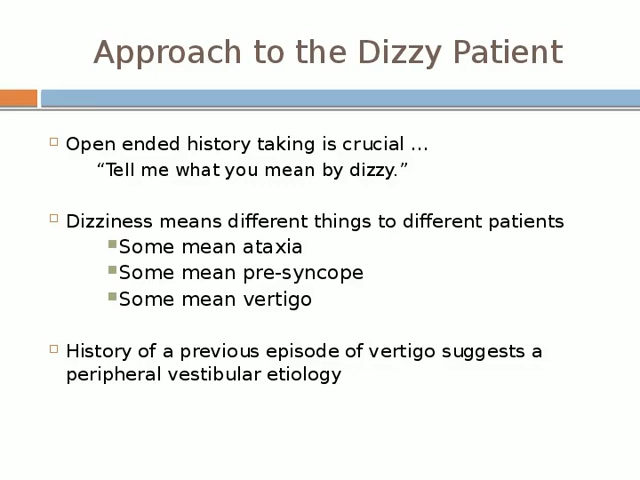 Approach to the Dizzy Patient
Open ended history taking is crucial …
“Tell me what you mean by dizzy.”
Dizziness means different things to different patients
Some mean ataxia
Some mean pre-syncope
Some mean vertigo
History of a previous episode of vertigo suggests a
peripheral vestibular etiology